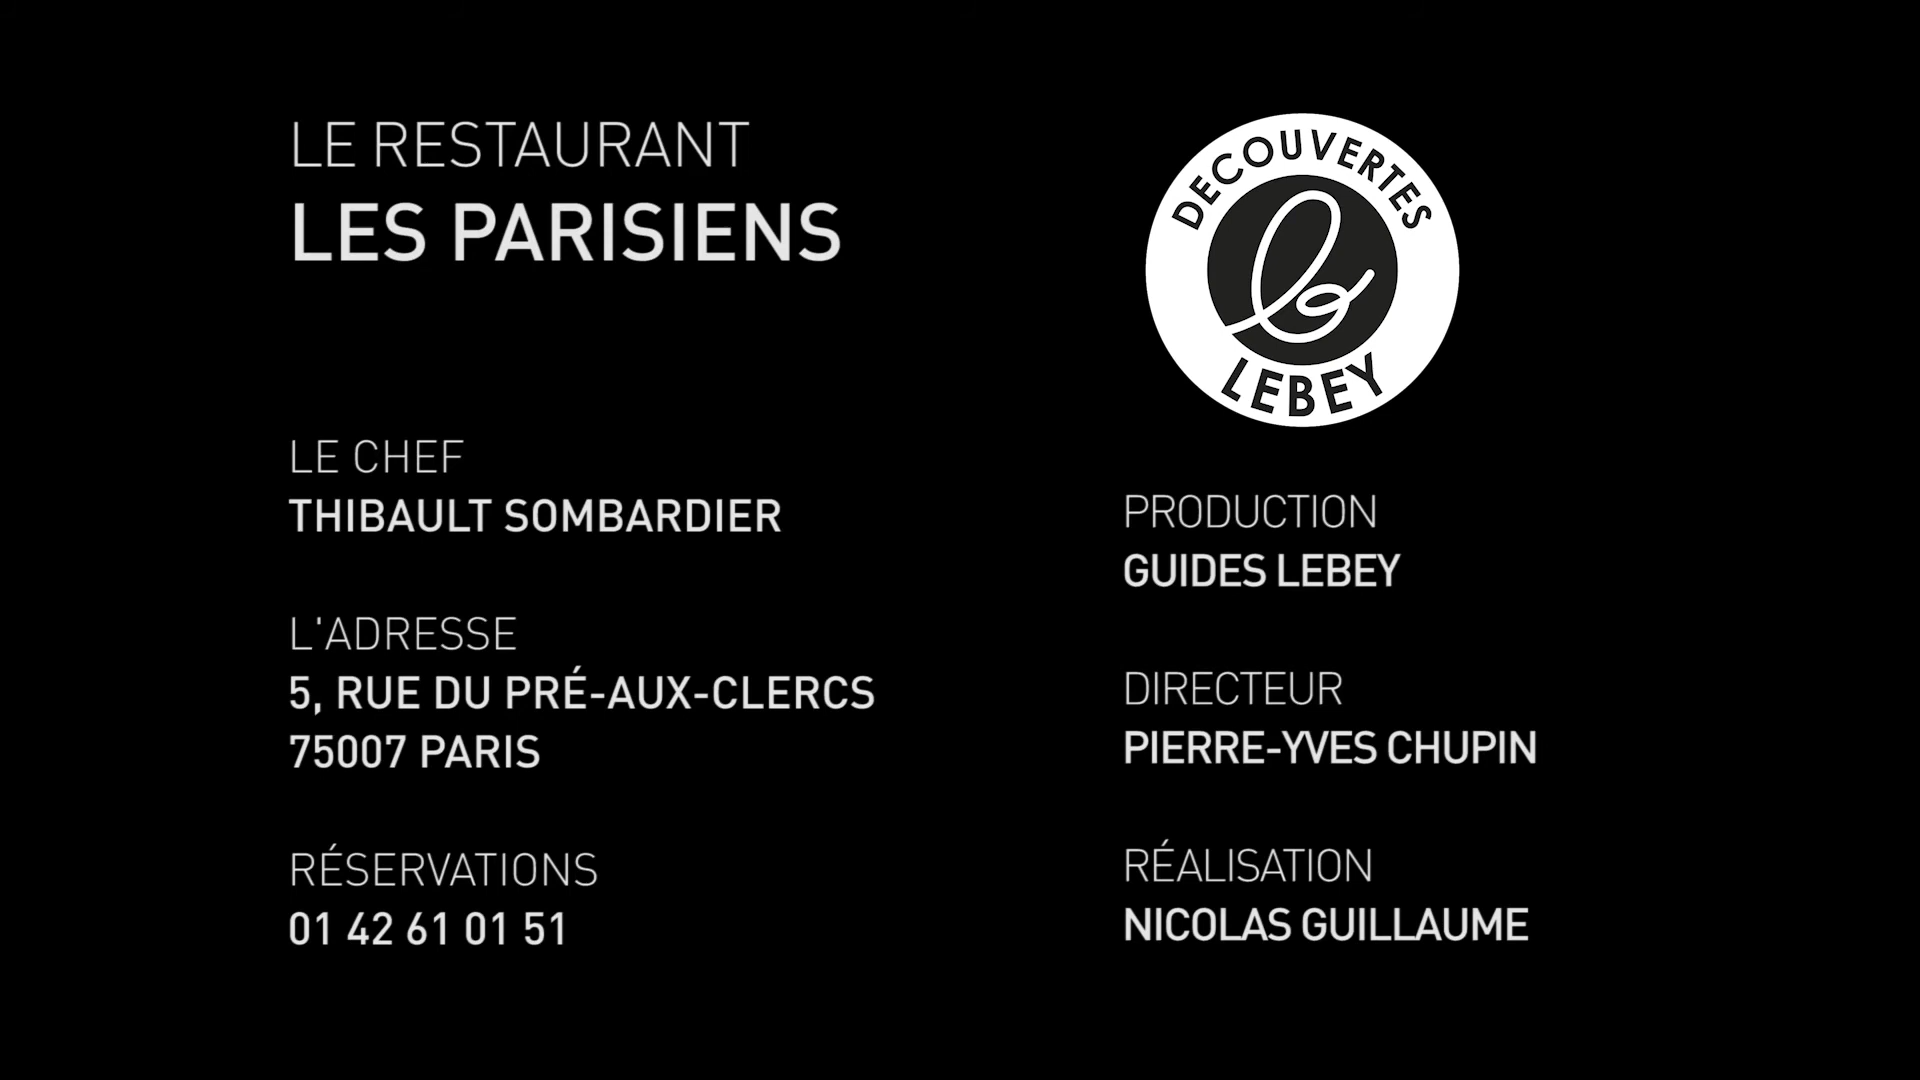 LE RESTAURANT
LES PARISIENS
LE CHEF
THIBAULT SOMBARDIER
L'ADRESSE
5, RUE DU PRÉ-AUX-CLERCS
75007 PARIS
RÉSERVATIONS
01 42 61 01 51
DECOUVERTES
LEBEY
PRODUCTION
GUIDES LEBEY
DIRECTEUR
PIERRE-YVES CHUPIN
RÉALISATION
NICOLAS GUILLAUME